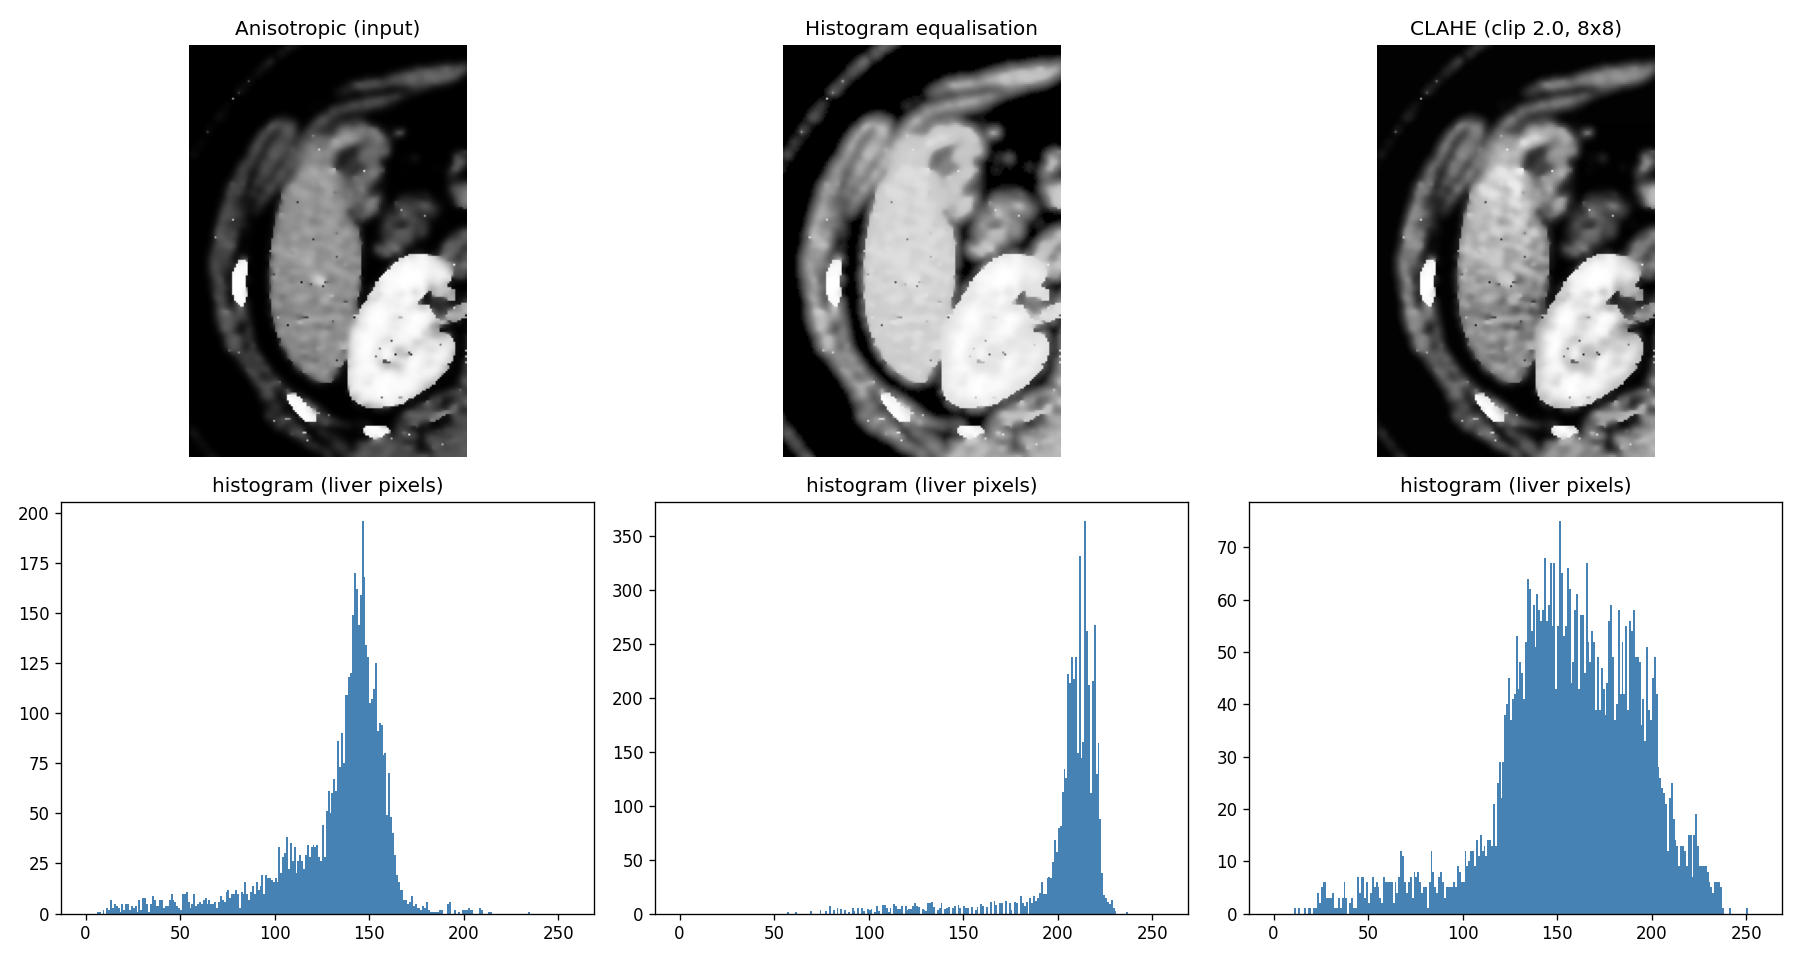 Anisotropic (input)
Histogram equalisation
CLAHE (clip 2.0, 8x8)
histogram (liver pixels)
histogram (liver pixels)
histogram (liver pixels)
200
175
150
125
100
75
50
25
0
0 50 100 150 200 250
350
300
250
200
150
100
50
0
0 50 100 150 200 250
70
60
50
40
30
20
10
0
0 50 100 150 200 250